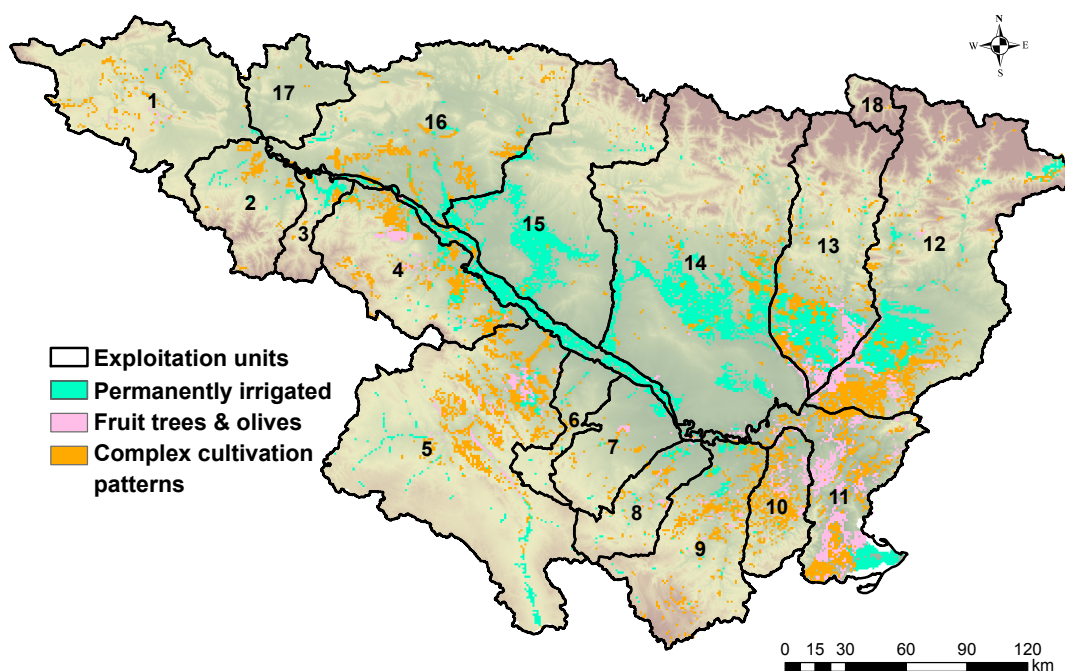 N
W E
S
18
17
1
16
2
15
13
12
3
14
4
Exploitation units
Permanently irrigated
Fruit trees & olives
Complex cultivation
patterns
6
5
7
11
8
10
9
0 15 30 60 90 120
km